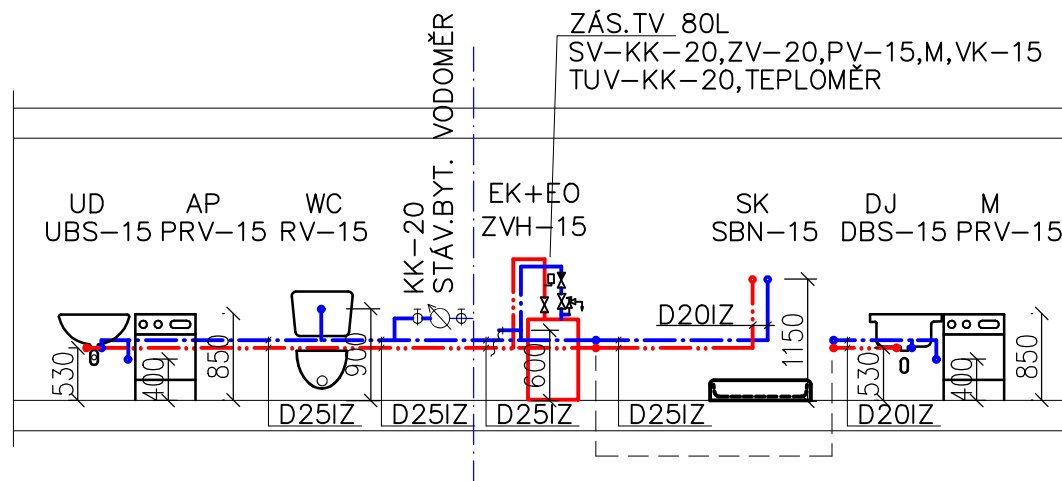 ZÁS.TV 80L
SV-KK-20,ZV-20,PV-15,M,VK-15
TUV-KK-20,TEPLOMĚR
UD
UBS-15
AP
PRV-15
WC
RV-15
KK-20
STÁV.BYT. VODOMĚR
EK+EO
ZVH-15
SK
SBN-15
DJ
DBS-15
M
PRV-15
530
400
850
900
600
D20IZ
1150
530
400
850
D25IZ
D25IZ
D25IZ
D25IZ
D20IZ